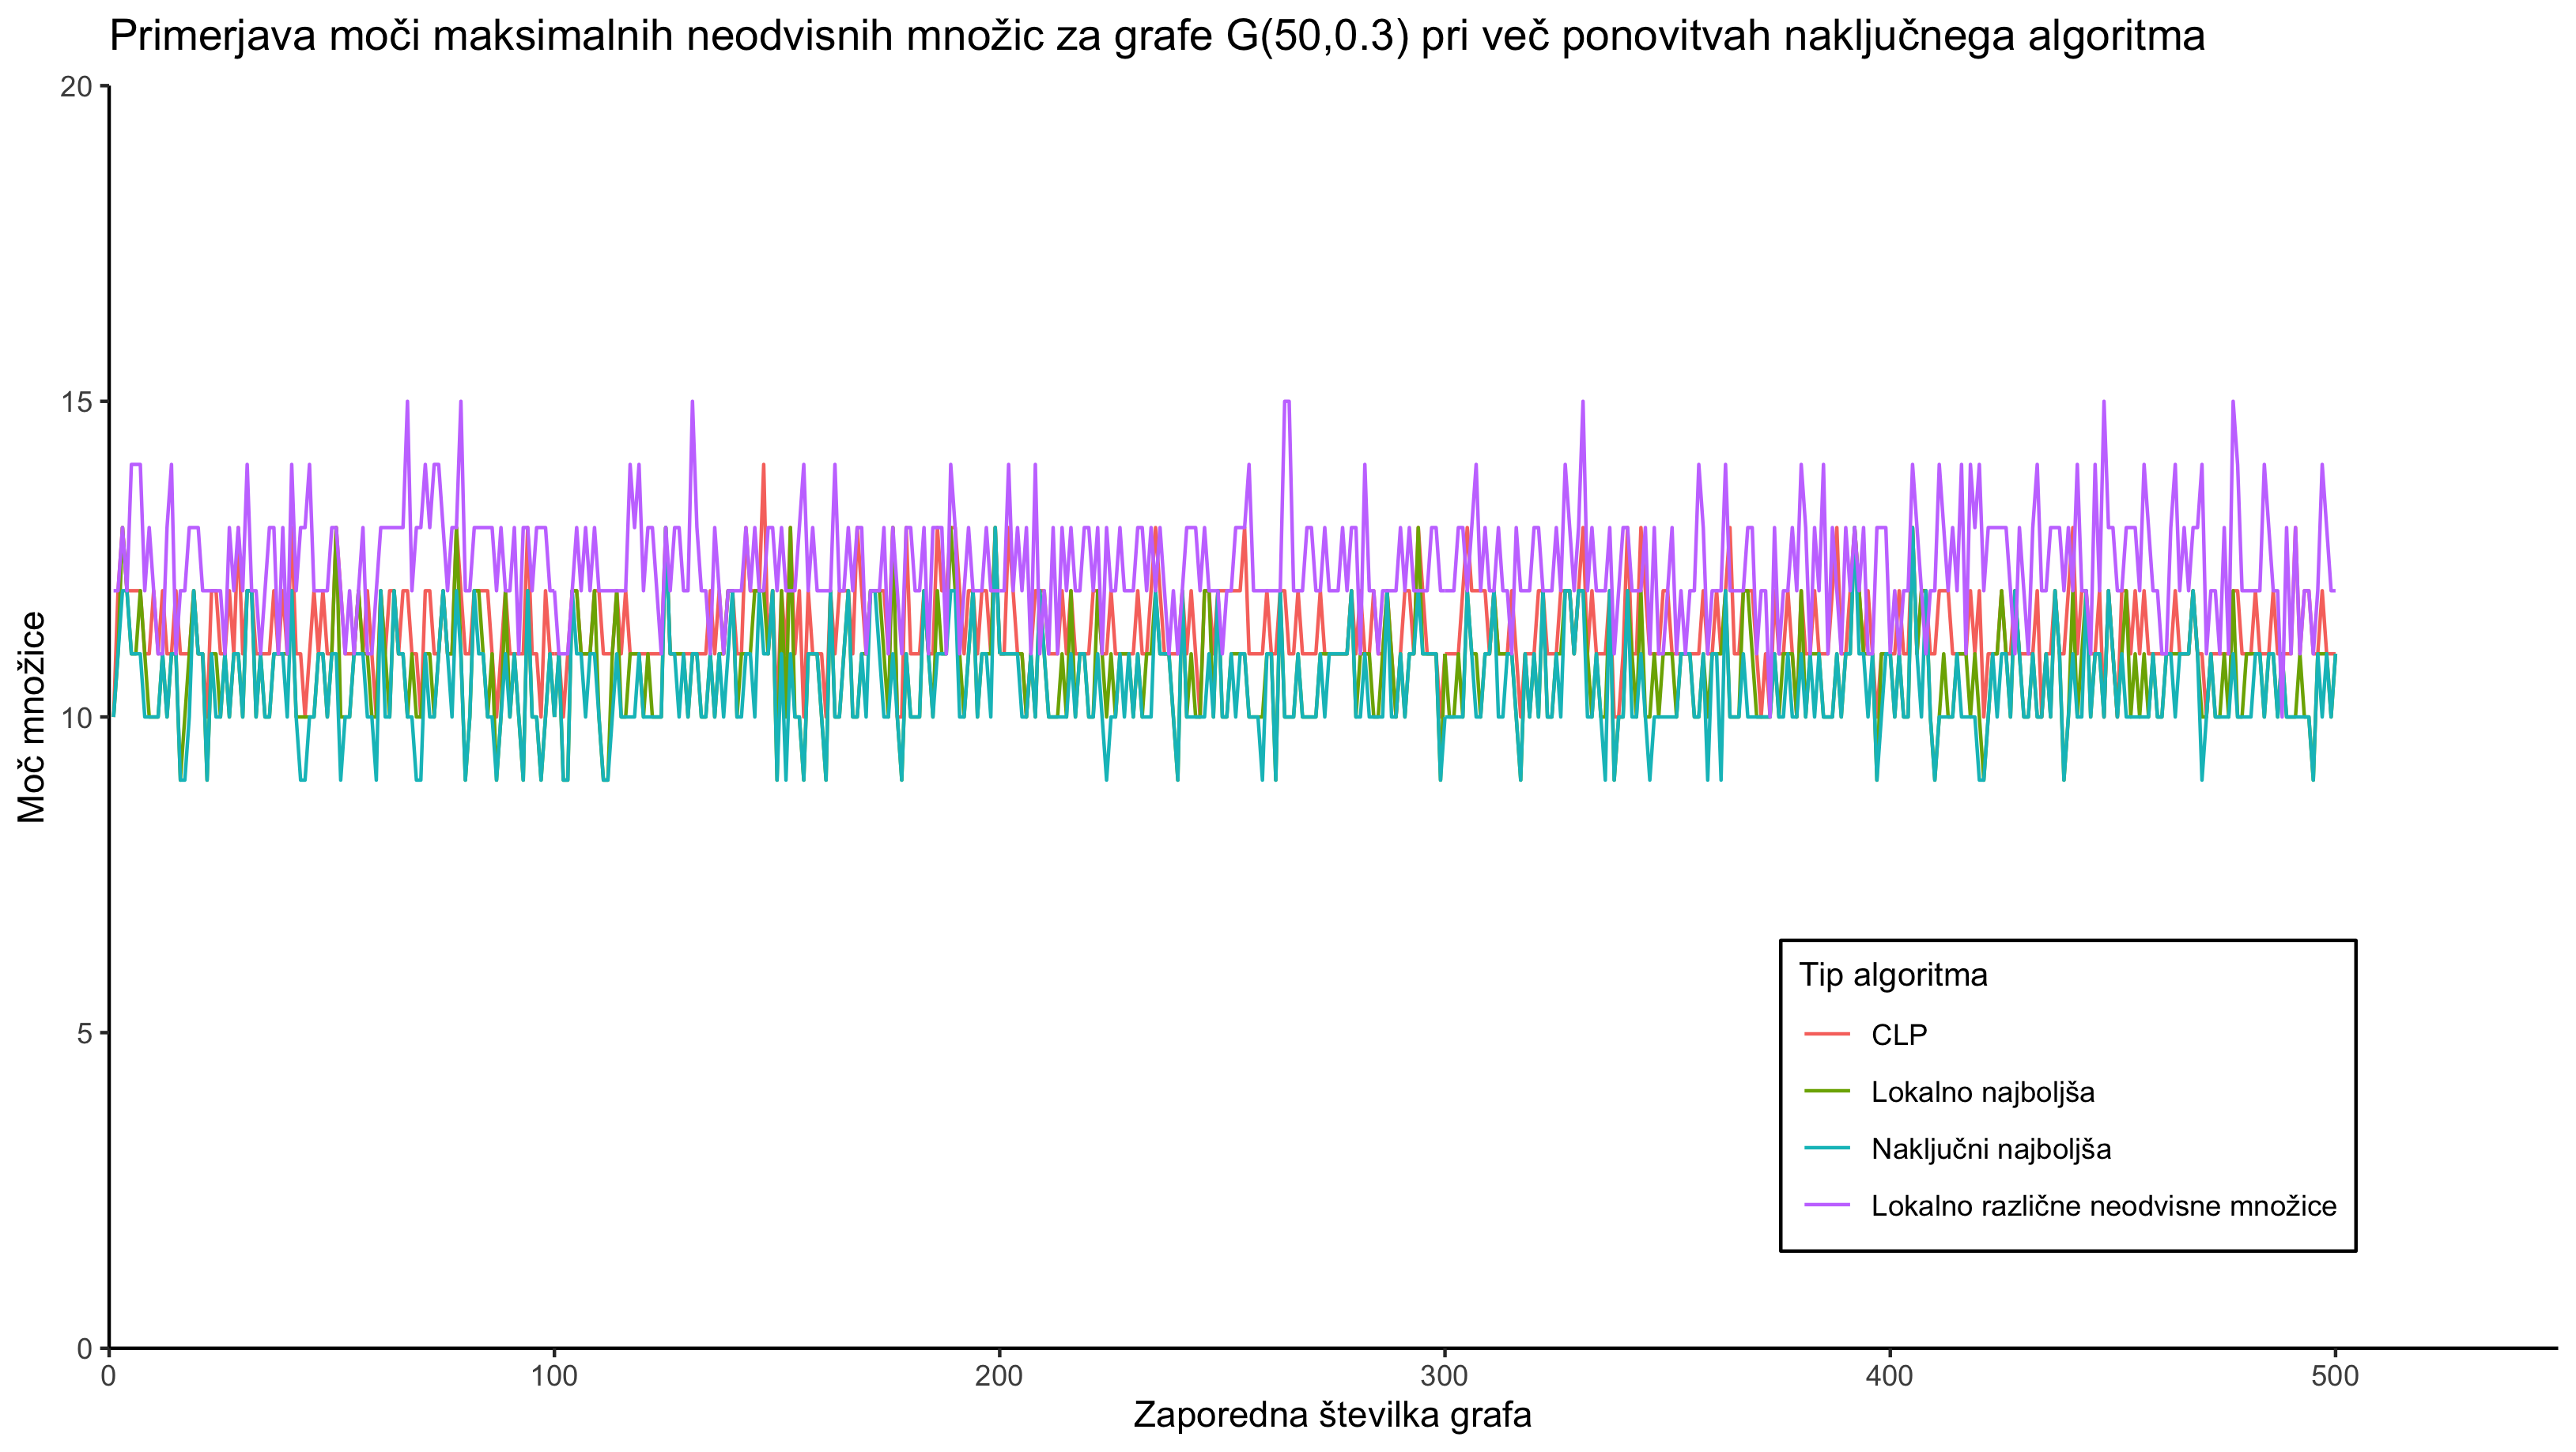 Primerjava moči maksimalnih neodvisnih množic za grafe G(50,0.3) pri več ponovitvah naključnega algoritma
20
15
10
5
0
Moč množice
0 100 200 300 400 500
Zaporedna številka grafa
Tip algoritma
CLP
Lokalno najboljša
Naključni najboljša
Lokalno različne neodvisne množice